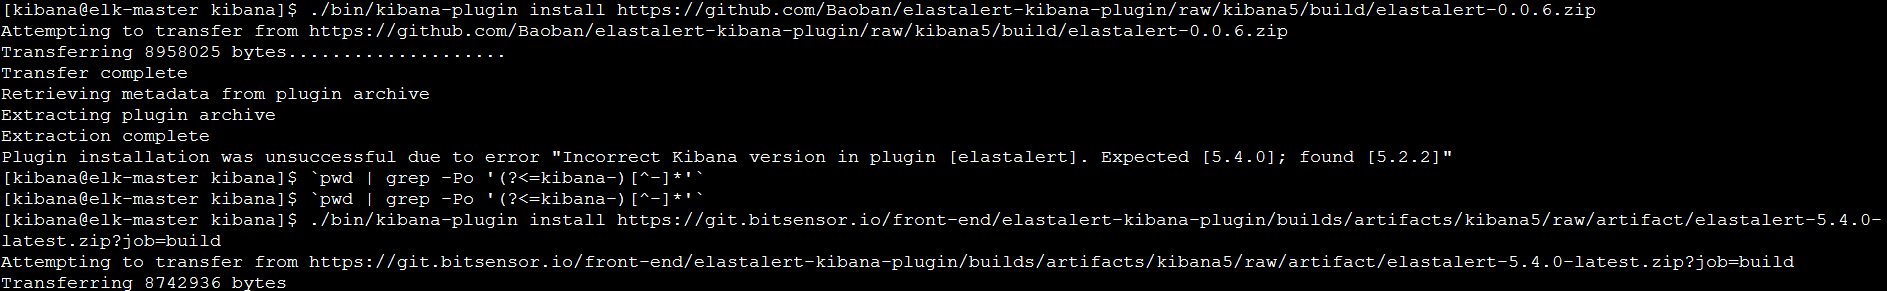 [kibana@elk-master kibana]$ ./bin/kibana-plugin install https://github.com/Baoban/elastalert-kibana-plugin/raw/kibana5/build/elastalert-0.0.6.zip
Attempting to transfer from https://github.com/Baoban/elastalert-kibana-plugin/raw/kibana5/build/elastalert-0.0.6.zip
Transferring 8958025 bytes....................
Transfer complete
Retrieving metadata from plugin archive
Extracting plugin archive
Extraction complete
Plugin installation was unsuccessful due to error "Incorrect Kibana version in plugin [elastalert]. Expected [5.4.0]; found [5.2.2]"
[kibana@elk-master kibana]$ `pwd | grep -Po '(?<=kibana-)[^-]*'`
[kibana@elk-master kibana]$ `pwd | grep -Po '(?<=kibana-)[^-]*'`
[kibana@elk-master kibana]$ ./bin/kibana-plugin install https://git.bitsensor.io/front-end/elastalert-kibana-plugin/builds/artifacts/kibana5/raw/artifact/elastalert-5.4.0-
latest.zip?job=build
Attempting to transfer from https://git.bitsensor.io/front-end/elastalert-kibana-plugin/builds/artifacts/kibana5/raw/artifact/elastalert-5.4.0-latest.zip?job=build
Transferring 8742936 bytes